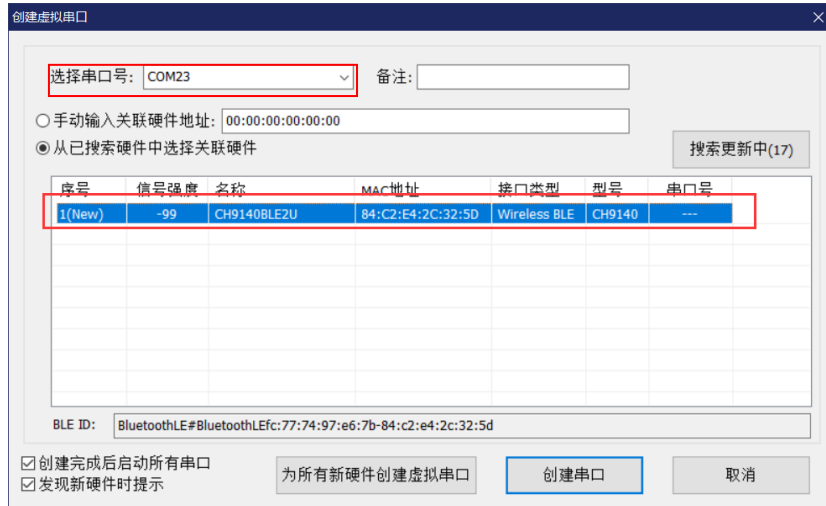 创建虚拟串口
选择串口号: COM23 备注:
手动输入关联硬件地址: 00:00:00:00:00:00
从已搜索硬件中选择关联硬件
搜索更新中(17)
序号 信号强度 名称 MAC地址 接口类型 型号 串口号
1(New) -99 CH9140BLE2U 84:C2:E4:2C:32:5D Wireless BLE CH9140 ---
BLE ID: BluetoothLE#BluetoothLEfc:77:74:97:e6:7b-84:c2:e4:2c:32:5d
创建完成后启动所有串口
发现新硬件时提示
为所有新硬件创建虚拟串口 创建串口 取消